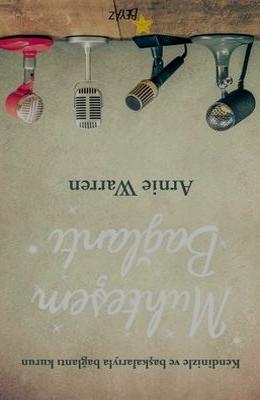 Kendinizle ve başkalarıyla bağlantı kurun
Muhteşem
Bağlantı
Arnie Warren
BEYAZ